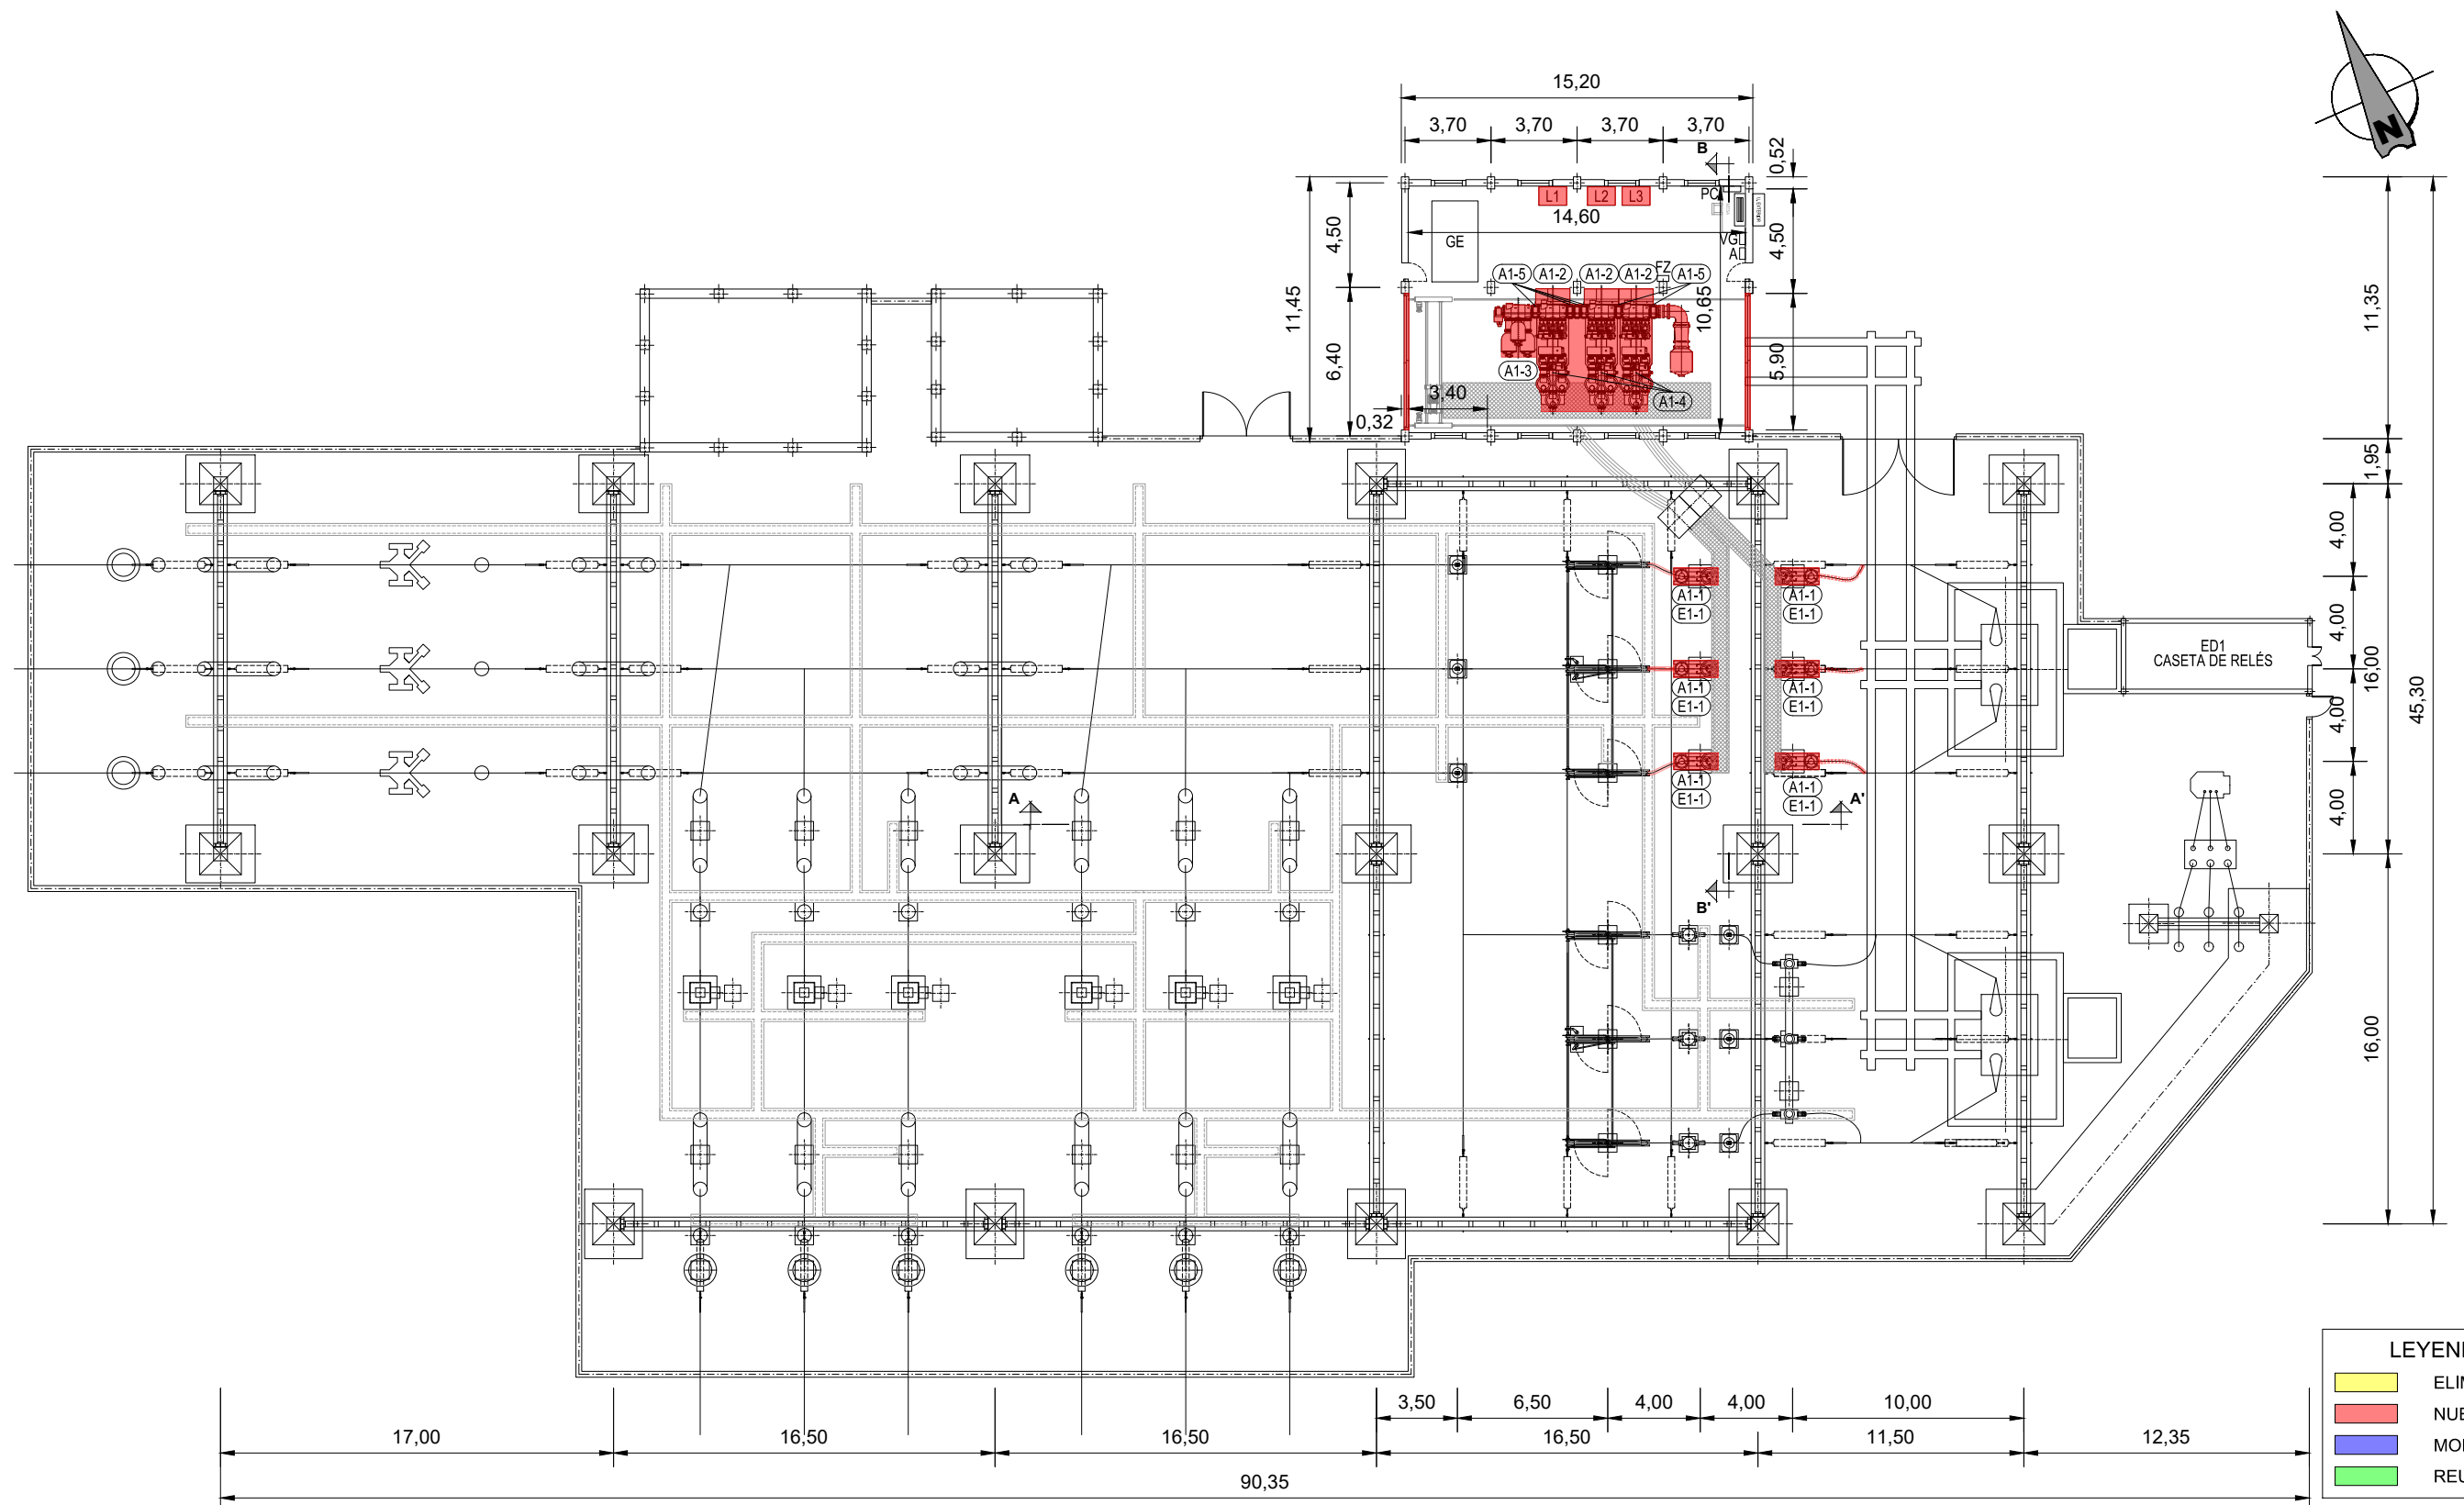 N
15,20
3,70
3,70
3,70
3,70
B
0,52
L1
L2
L3
PC
14,60
4,50
GE
VG
A
4,50
11,45
11,35
A1-5
A1-2
A1-2
A1-2
FZ
A1-5
10,65
6,40
5,90
A1-3
3,40
A1-4
0,32
1,95
4,00
A1-1
E1-1
A1-1
E1-1
4,00
ED1
CASETA DE RELÉS
16,00
45,30
A1-1
E1-1
A1-1
E1-1
4,00
A1-1
E1-1
A1-1
E1-1
A
A'
4,00
B'
16,00
LEYEN
ELI
NUE
MO
REU
3,50
6,50
4,00
4,00
10,00
17,00
16,50
16,50
16,50
11,50
12,35
90,35